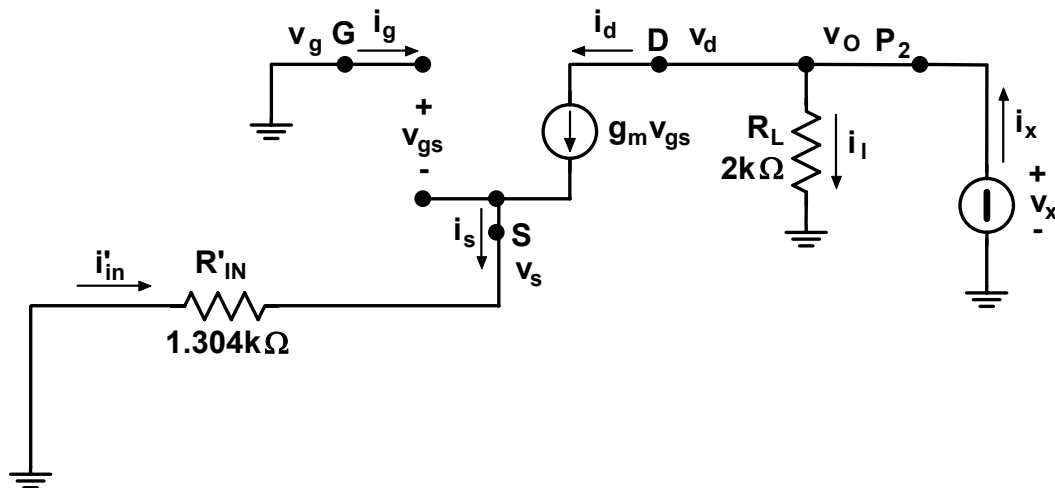 v_g G i_g
i_d D v_d v_O P_2
+
v_gs
-
g_m v_gs
R_L
2kΩ
i_l
i_x
+
v_x
-
i_s S
v_s
i'_in R'_IN
1.304kΩ